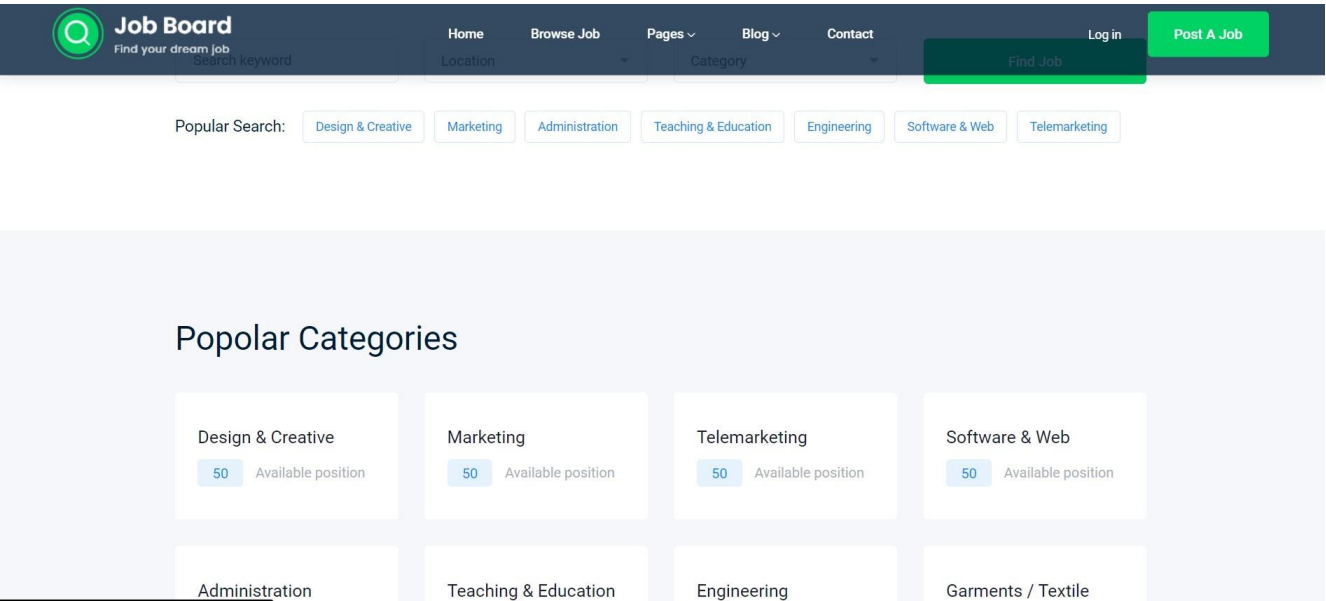 Job Board
Find your dream job
Home Browse Job Pages Blog Contact Log in Post A Job
Search keyword Location Category Find Job
Popular Search: Design & Creative Marketing Administration Teaching & Education Engineering Software & Web Telemarketing
Popolar Categories
Design & Creative Marketing Telemarketing Software & Web
50 Available position 50 Available position 50 Available position 50 Available position
Administration Teaching & Education Engineering Garments / Textile